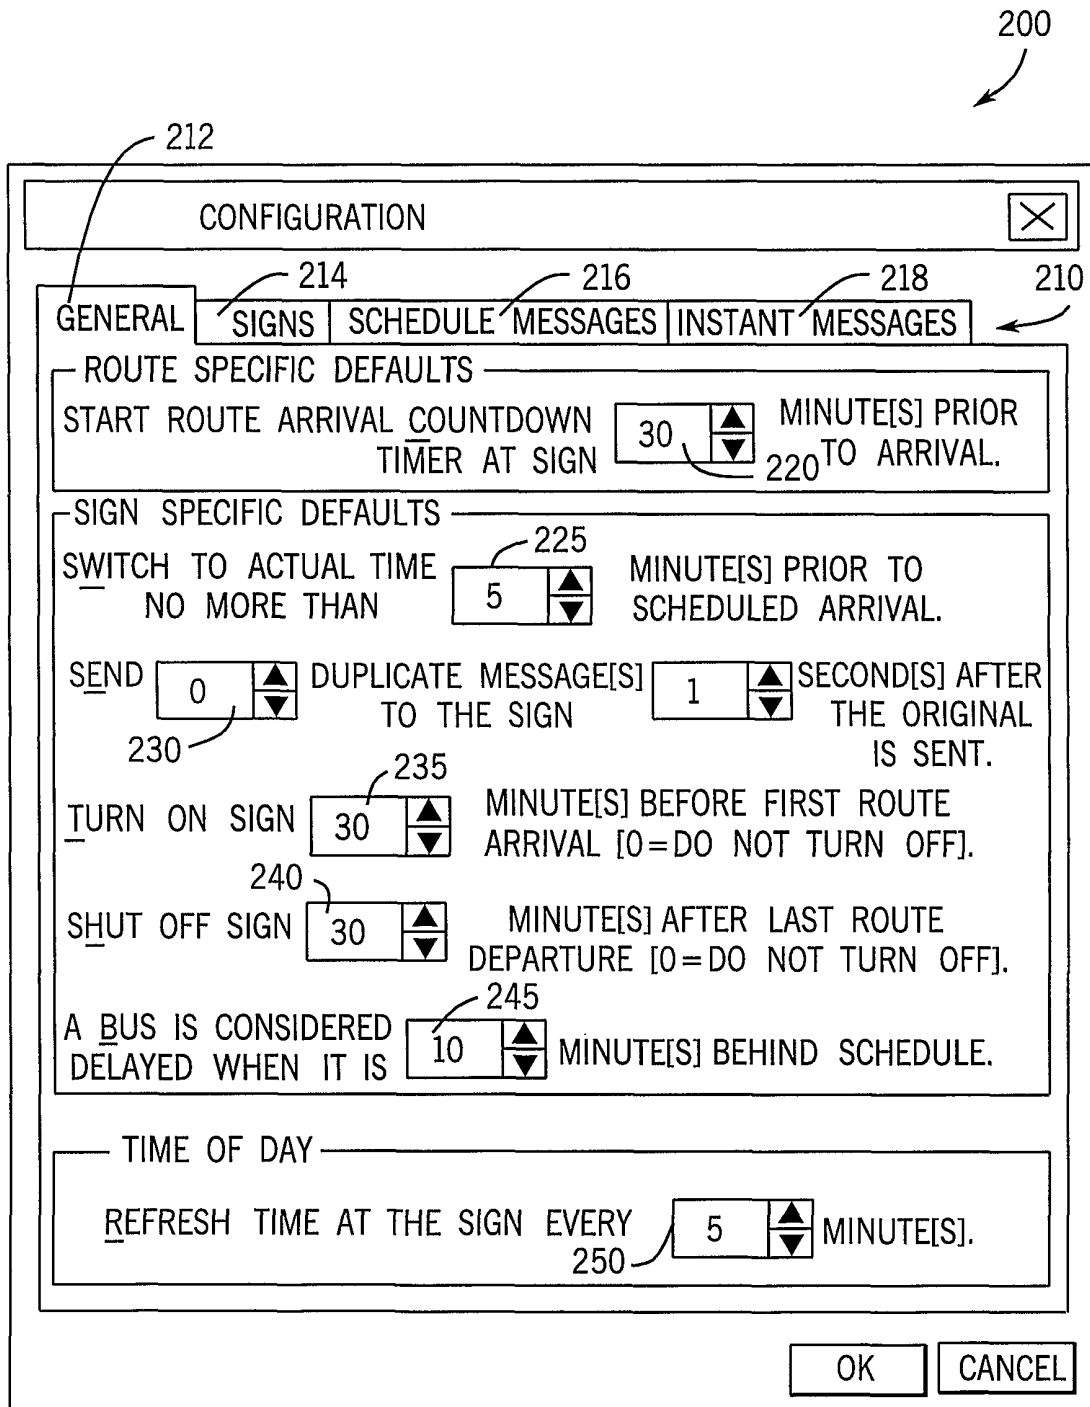 200
212
CONFIGURATION
214
216
218
210
GENERAL
SIGNS
SCHEDULE MESSAGES
INSTANT MESSAGES
ROUTE SPECIFIC DEFAULTS
START ROUTE ARRIVAL COUNTDOWN
TIMER AT SIGN
30
220
MINUTE[S] PRIOR
TO ARRIVAL.
SIGN SPECIFIC DEFAULTS
225
SWITCH TO ACTUAL TIME
NO MORE THAN
5
MINUTE[S] PRIOR TO
SCHEDULED ARRIVAL.
SEND
0
230
DUPLICATE MESSAGE[S]
TO THE SIGN
1
SECOND[S] AFTER
THE ORIGINAL
IS SENT.
235
TURN ON SIGN
30
MINUTE[S] BEFORE FIRST ROUTE
ARRIVAL [0=DO NOT TURN OFF].
240
SHUT OFF SIGN
30
MINUTE[S] AFTER LAST ROUTE
DEPARTURE [0=DO NOT TURN OFF].
245
A BUS IS CONSIDERED
DELAYED WHEN IT IS
10
MINUTE[S] BEHIND SCHEDULE.
TIME OF DAY
REFRESH TIME AT THE SIGN EVERY
250
5
MINUTE[S].
OK
CANCEL